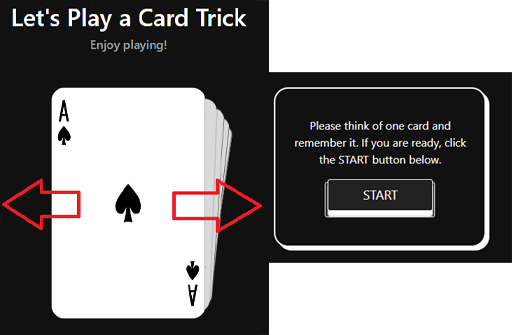 Let's Play a Card Trick
Enjoy playing!
A
A
Please think of one card and
remember it. If you are ready, click
the START button below.
START